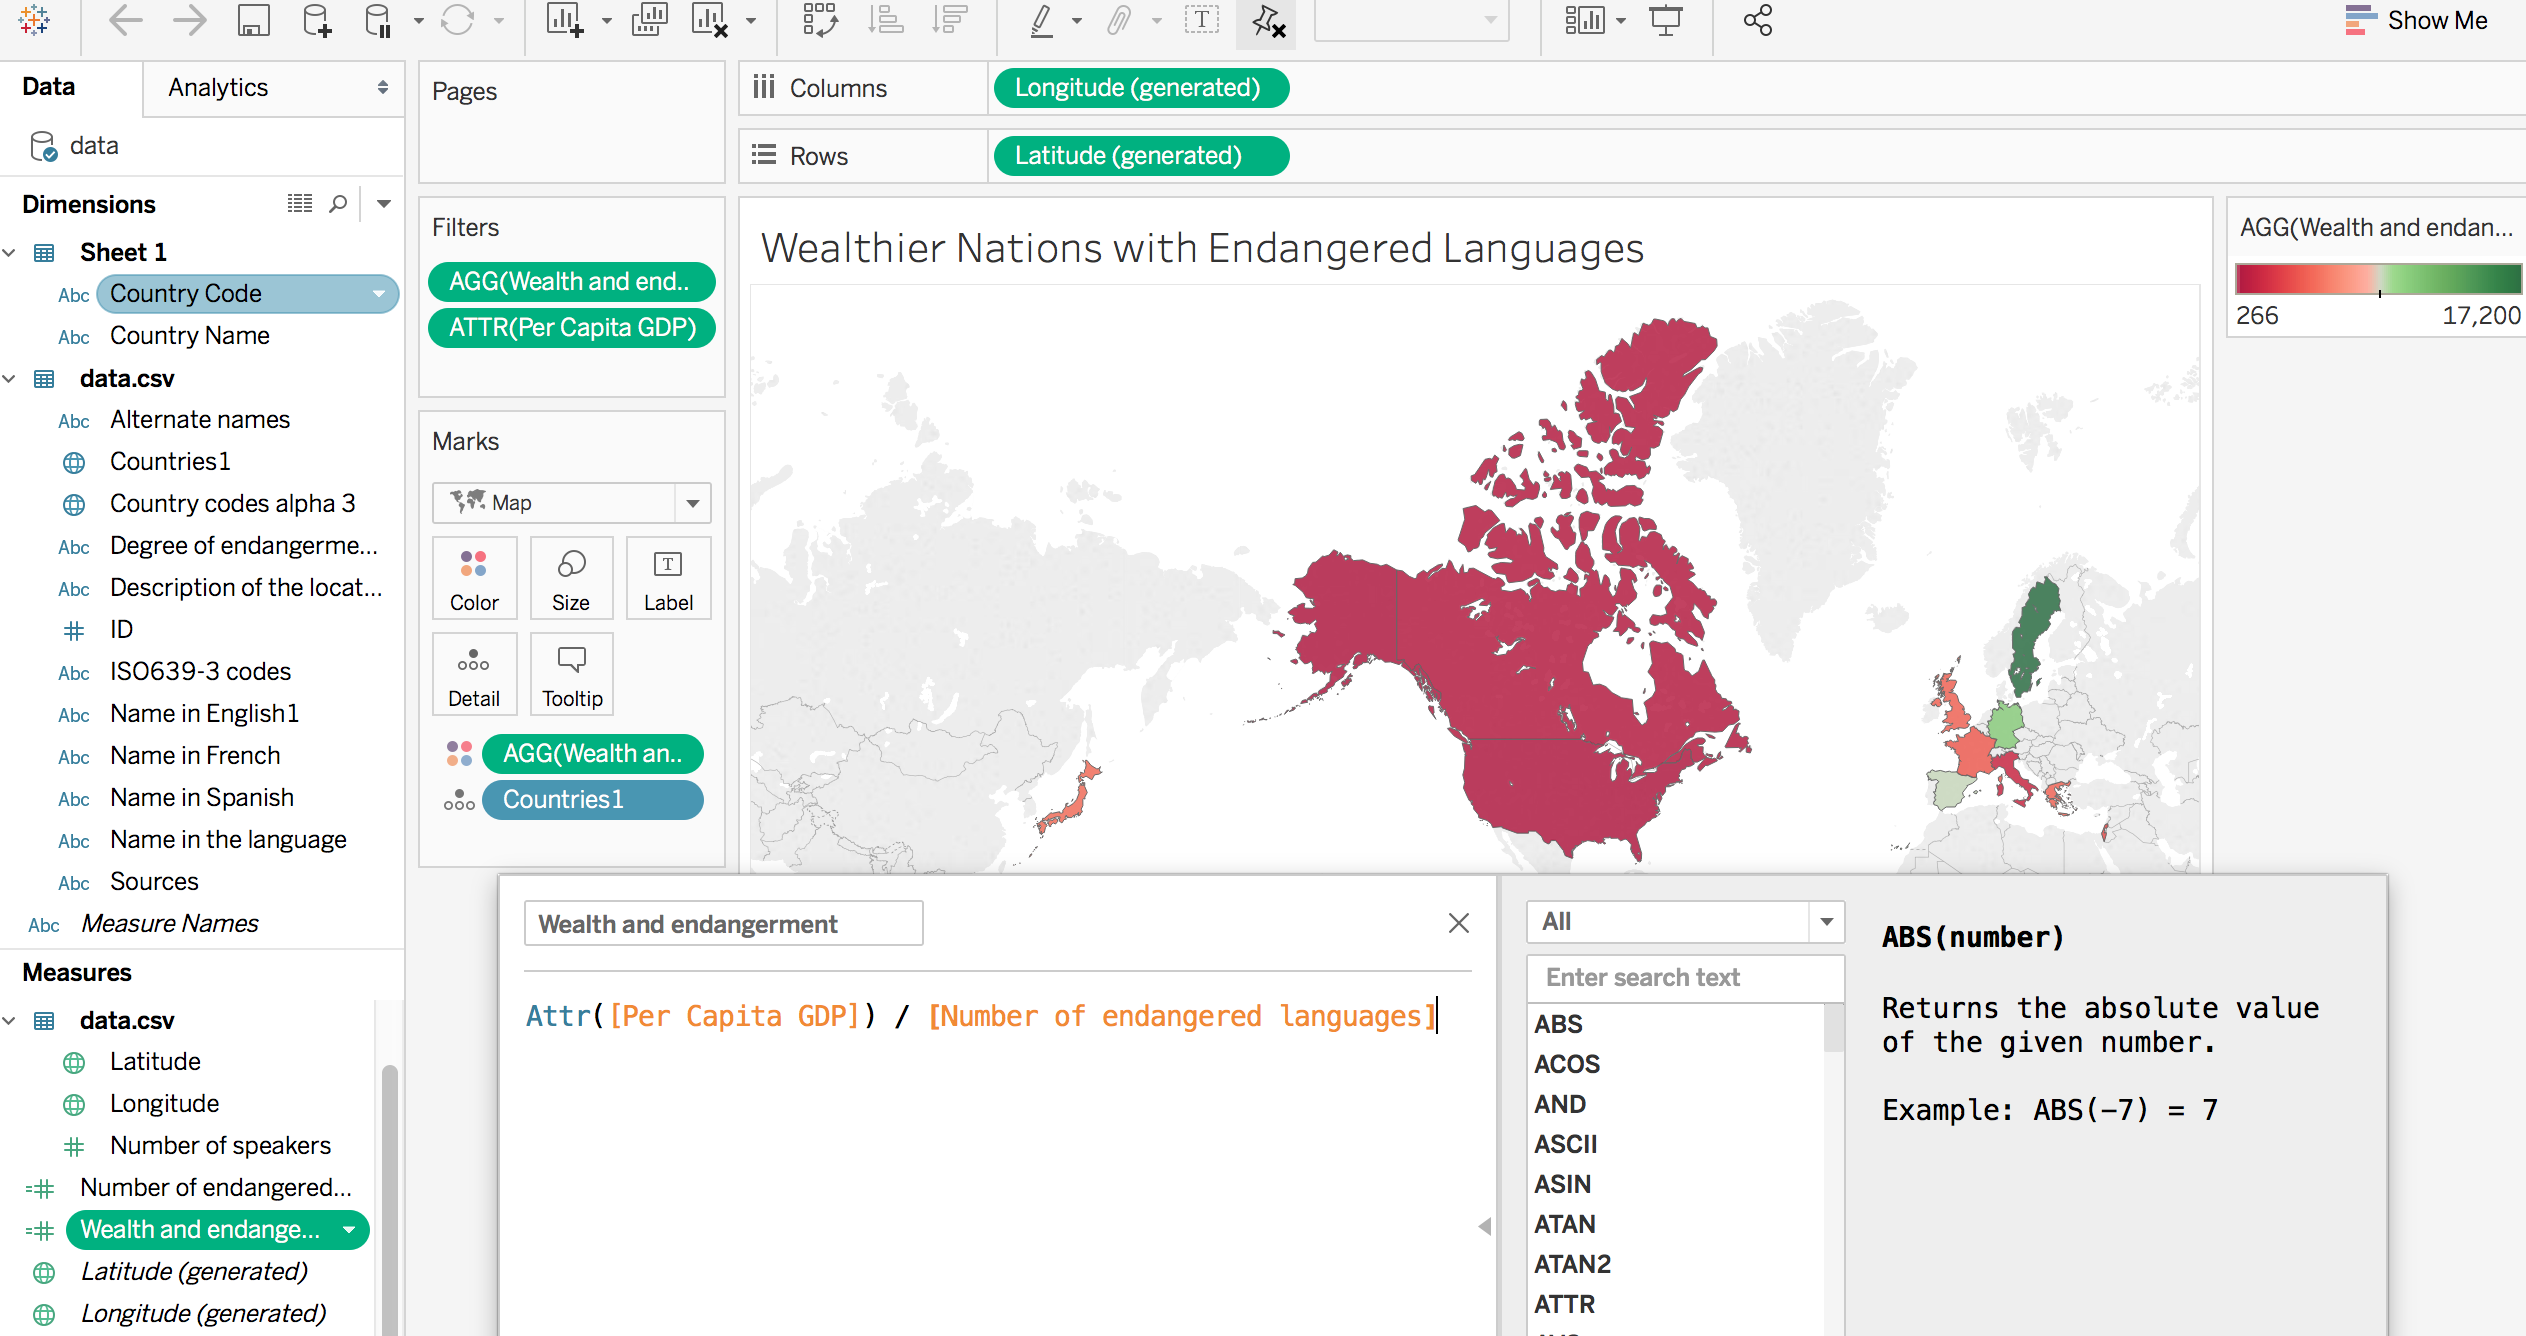 Show Me
Data
Analytics
data
Dimensions
Sheet 1
Abc Country Code
Abc Country Name
data.csv
Abc Alternate names
Countries1
Country codes alpha 3
Abc Degree of endangerme...
Abc Description of the locat...
ID
Abc ISO639-3 codes
Abc Name in English1
Abc Name in French
Abc Name in Spanish
Abc Name in the language
Abc Sources
Abc Measure Names
Measures
data.csv
Latitude
Longitude
Number of speakers
=# Number of endangered...
=# Wealth and endange...
Latitude (generated)
Longitude (generated)
Pages
Filters
AGG(Wealth and end..
ATTR(Per Capita GDP)
Marks
Map
Color
Size
T
Label
Detail
Tooltip
AGG(Wealth an..
Countries1
Columns
Longitude (generated)
Rows
Latitude (generated)
Wealthier Nations with Endangered Languages
AGG(Wealth and endan...
266
17,200
Wealth and endangerment
Attr([Per Capita GDP]) / [Number of endangered languages]
All
Enter search text
ABS
ACOS
AND
ASCII
ASIN
ATAN
ATAN2
ATTR
ABS(number)
Returns the absolute value
of the given number.
Example: ABS(-7) = 7